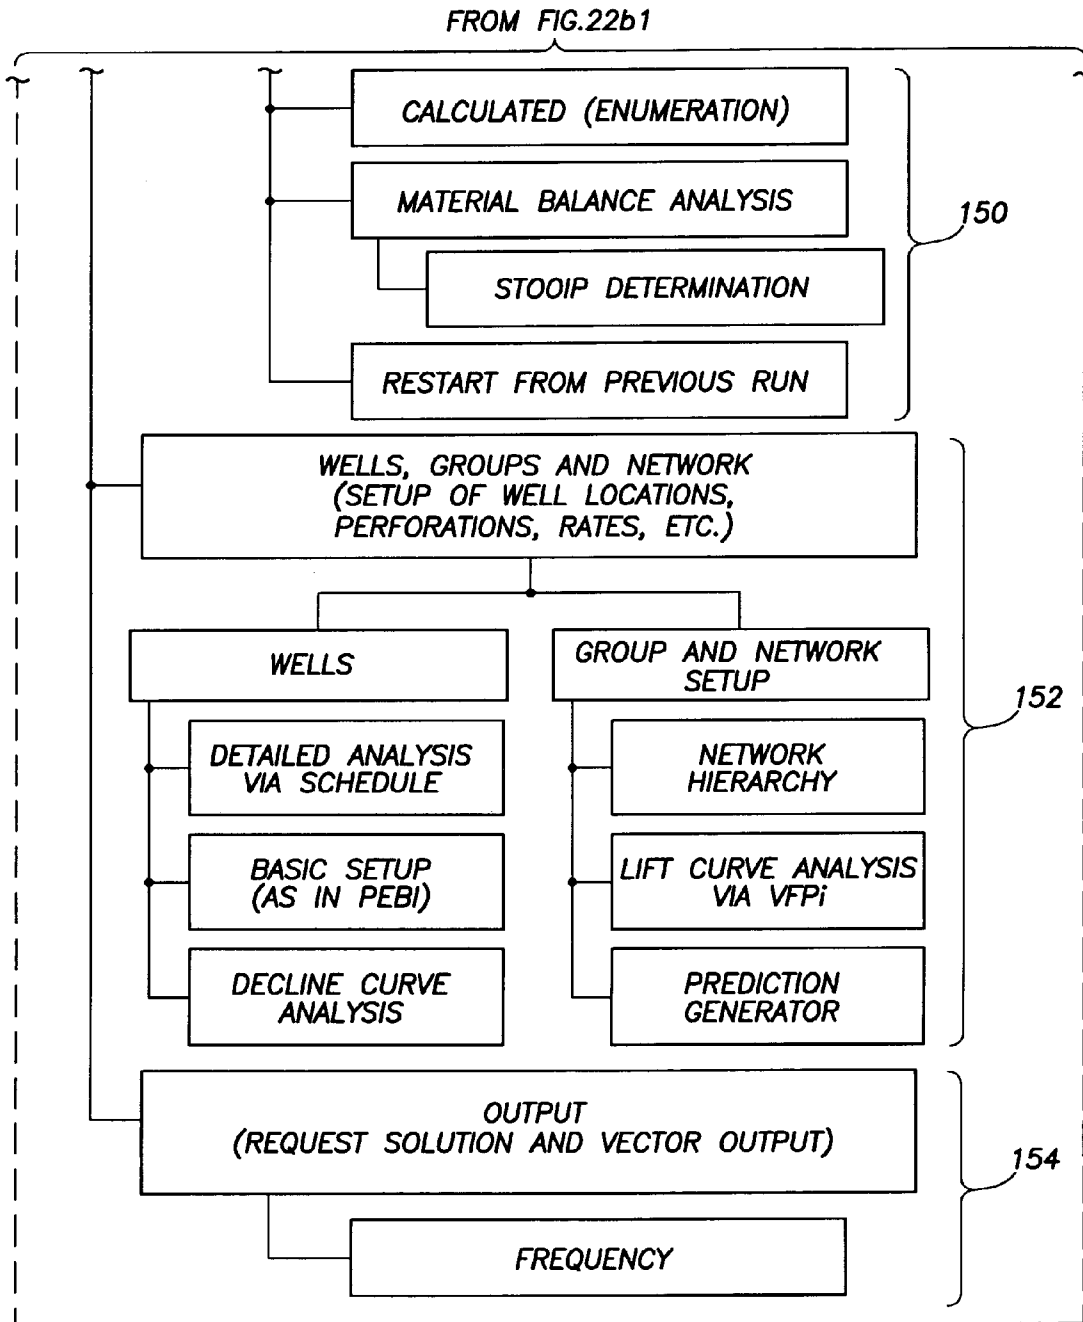 FROM FIG.22b1
CALCULATED (ENUMERATION)
MATERIAL BALANCE ANALYSIS
150
STOOIP DETERMINATION
RESTART FROM PREVIOUS RUN
WELLS, GROUPS AND NETWORK
(SETUP OF WELL LOCATIONS,
PERFORATIONS, RATES, ETC.)
WELLS
GROUP AND NETWORK
SETUP
152
DETAILED ANALYSIS
VIA SCHEDULE
NETWORK
HIERARCHY
BASIC SETUP
(AS IN PEBI)
LIFT CURVE ANALYSIS
VIA VFPi
DECLINE CURVE
ANALYSIS
PREDICTION
GENERATOR
OUTPUT
(REQUEST SOLUTION AND VECTOR OUTPUT)
154
FREQUENCY